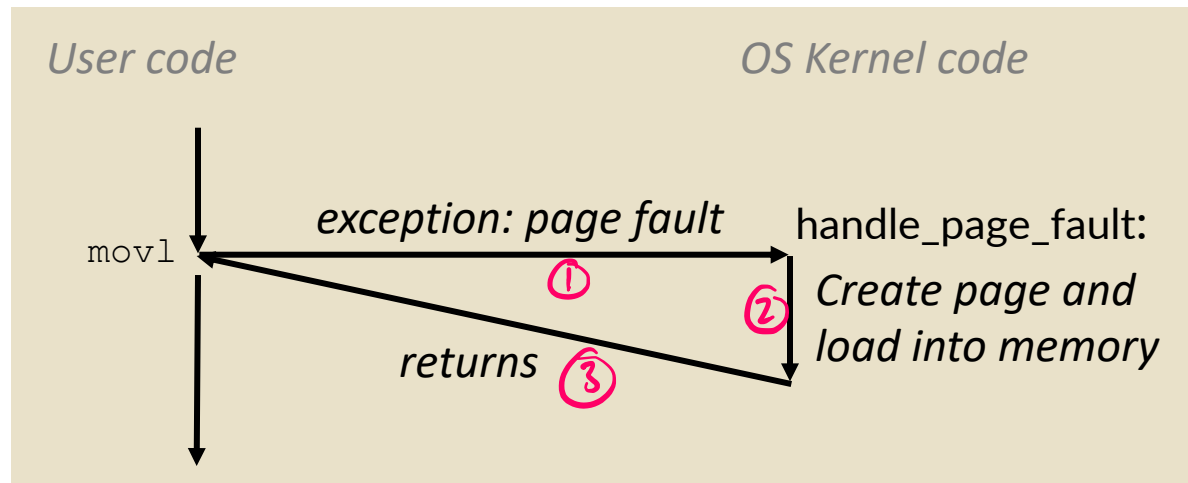 User code
OS Kernel code
exception: page fault
handle_page_fault:
movl
①
②
Create page and
load into memory
returns
③